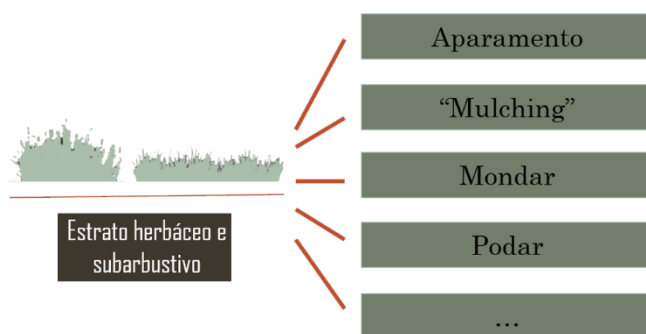 Aparamento
“Mulching”
Mondar
Podar
...
Estrato herbáceo e
subarbustivo